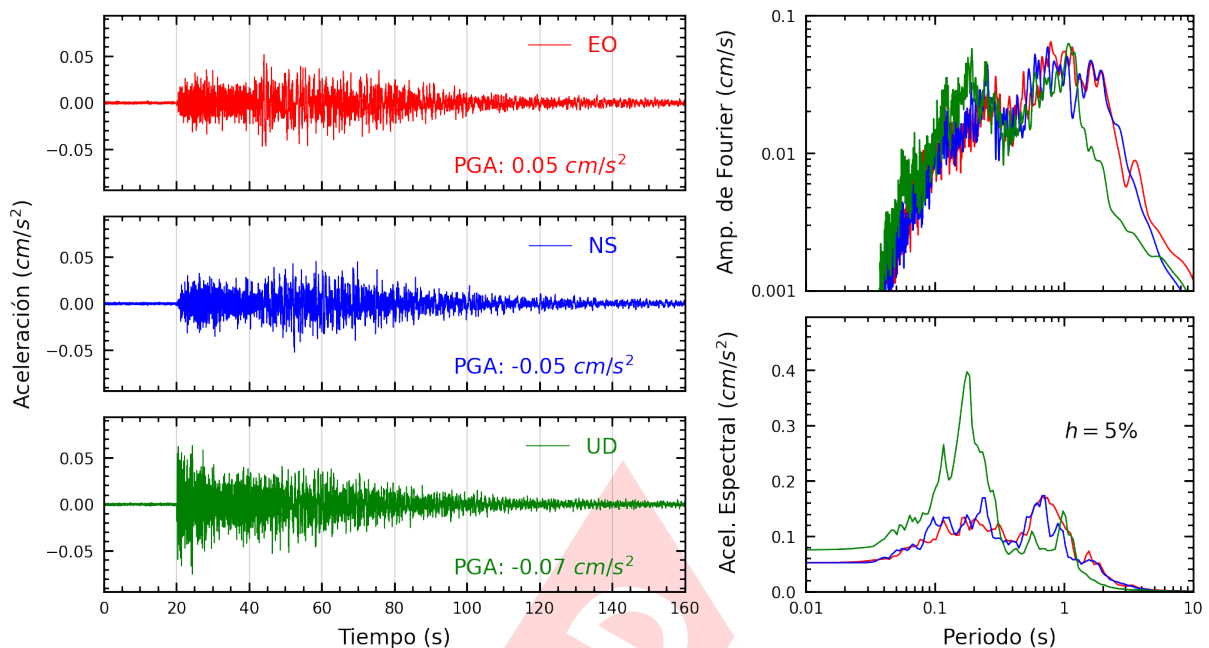 Aceleración (cm/s²)
0.05
0.00
−0.05
EO
PGA: 0.05 cm/s²
0.05
0.00
−0.05
NS
PGA: -0.05 cm/s²
0.05
0.00
−0.05
UD
PGA: -0.07 cm/s²
0 20 40 60 80 100 120 140 160
Tiempo (s)
Amp. de Fourier (cm/s)
0.1
0.01
0.001
Acel. Espectral (cm/s²)
0.4
0.3
0.2
0.1
0.0
h = 5%
0.01 0.1 1 10
Periodo (s)